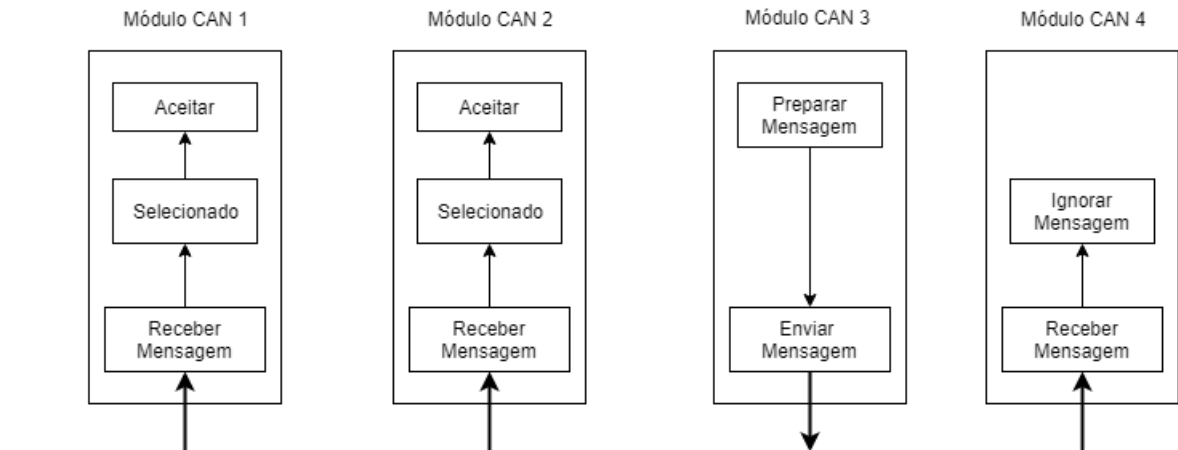 Módulo CAN 1
Módulo CAN 2
Módulo CAN 3
Módulo CAN 4
Aceitar
Selecionado
Receber
Mensagem
Aceitar
Selecionado
Receber
Mensagem
Preparar
Mensagem
Enviar
Mensagem
Ignorar
Mensagem
Receber
Mensagem